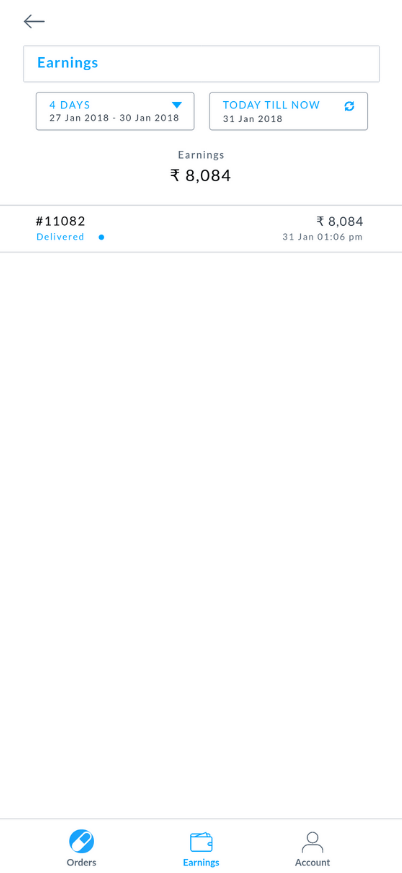 Earnings
4 DAYS
27 Jan 2018 - 30 Jan 2018
TODAY TILL NOW
31 Jan 2018
Earnings
₹ 8,084
#11082
₹ 8,084
Delivered
31 Jan 01:06 pm
Orders
Earnings
Account